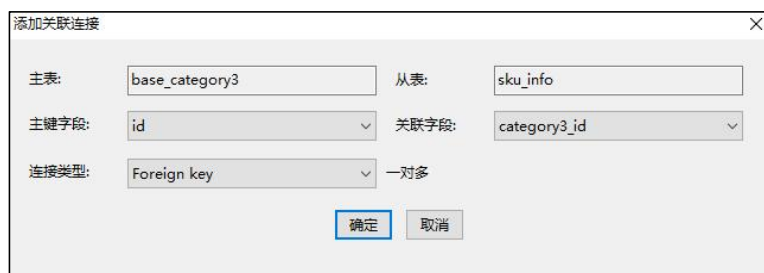 添加关联连接
主表: base_category3 从表: sku_info
主键字段: id 关联字段: category3_id
连接类型: Foreign key 一对多
确定 取消